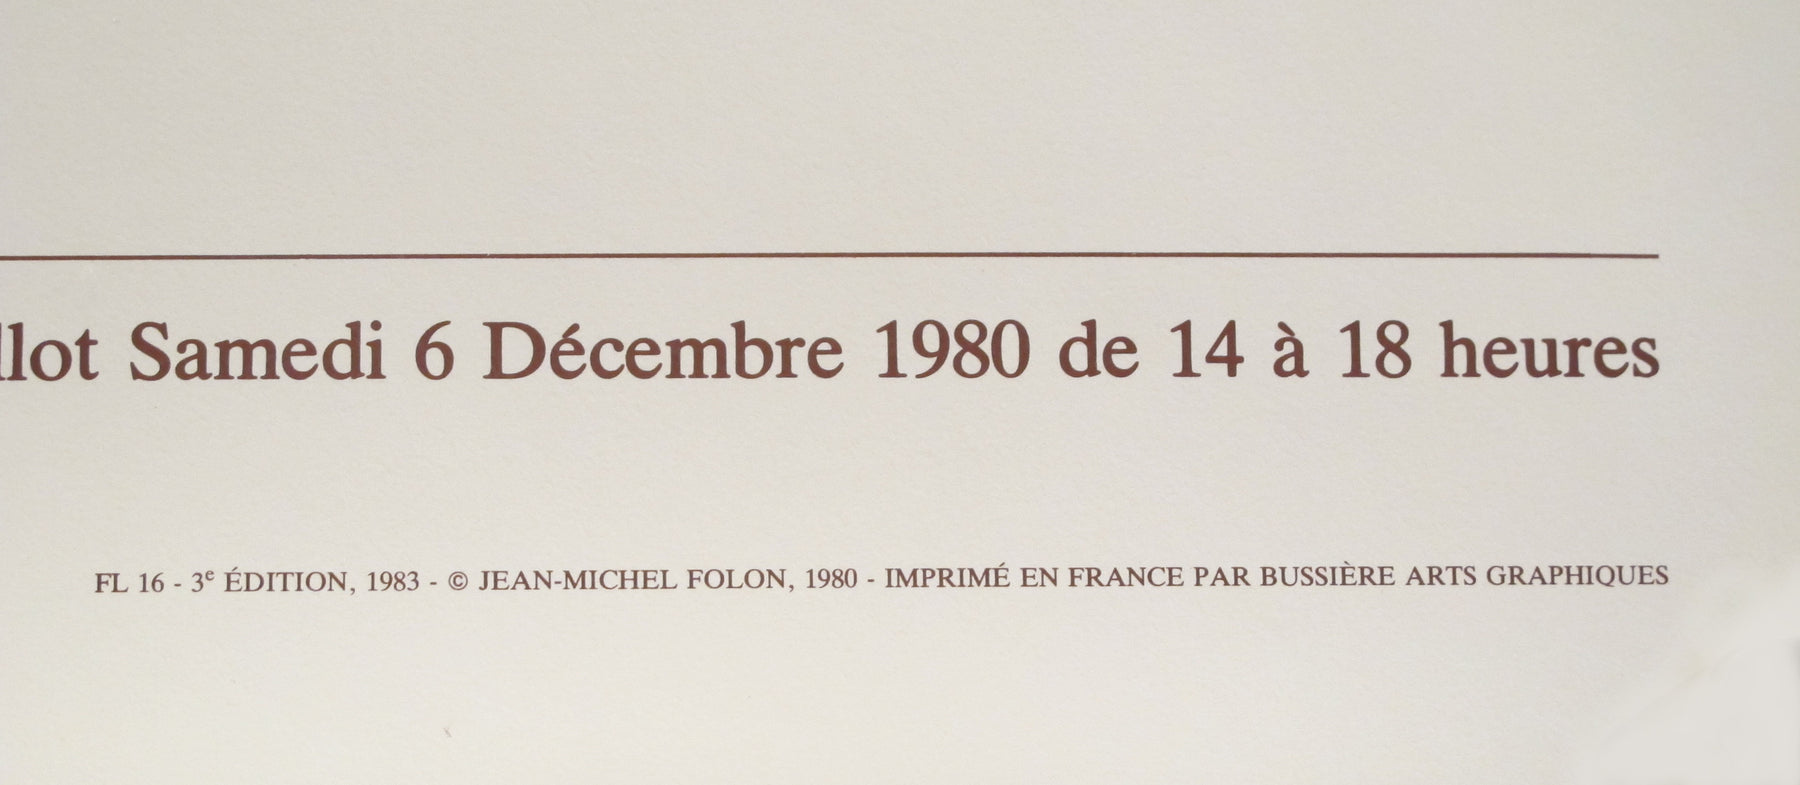 llot Samedi 6 Décembre 1980 de 14 à 18 heures
FL 16 - 3e ÉDITION, 1983 - © JEAN-MICHEL FOLON, 1980 - IMPRIMÉ EN FRANCE PAR BUSSIÈRE ARTS GRAPHIQUES